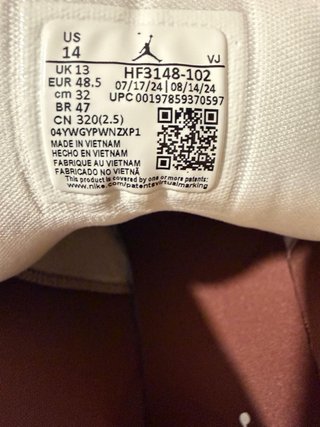 US
14
VJ
UK 13
EUR 48.5
cm 32
BR 47
CN 320(2.5)
HF3148-102
07/17/24 | 08/14/24
UPC 00197859370597
04YWGYPWNZXP1
MADE IN VIETNAM
HECHO EN VIETNAM
FABRIQUE AU VIETNAM
FABRICADO NO VIETNÃ
This product is covered by one or more patents:
www.nike.com/patentsvirtualmarking